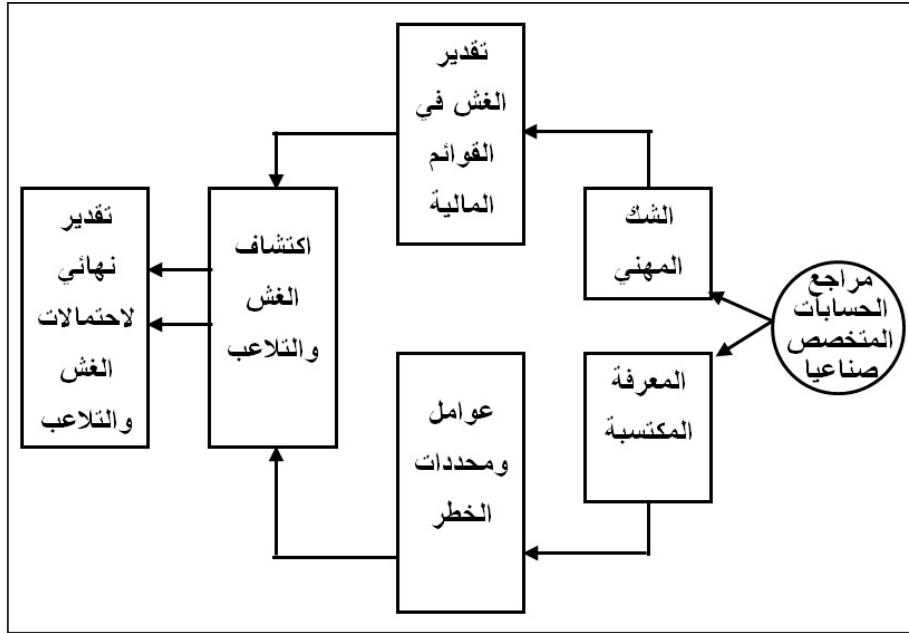 مراجع
الحسابات
المتخصص
صناعيا
الشك
المهني
المعرفة
المكتسبة
تقدير
الغش في
القوائم
المالية
عوامل
ومحددات
الخطر
اكتشاف
الغش
والتلاعب
تقدير
نهائي
لاحتمالات
الغش
والتلاعب